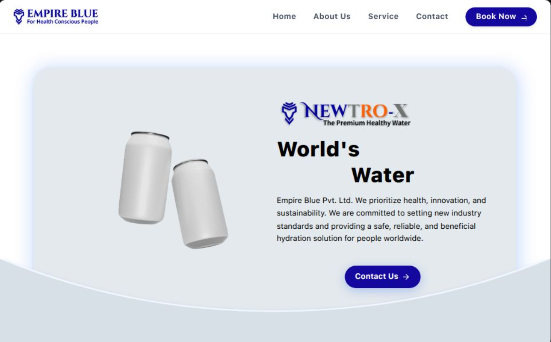 EMPIRE BLUE
For Health Conscious People
Home
About Us
Service
Contact
Book Now
NEWTRO-X
The Premium Healthy Water
World's
Water
Empire Blue Pvt. Ltd. We prioritize health, innovation, and
sustainability. We are committed to setting new industry
standards and providing a safe, reliable, and beneficial
hydration solution for people worldwide.
Contact Us